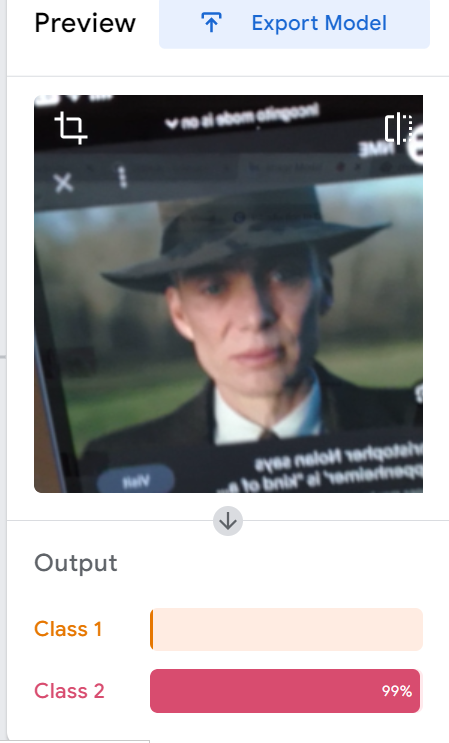 Preview
Export Model
Incognito mode is on
NME
ristopher Nolan says
ppenheimer' is "kind of a...
Visit
Output
Class 1
Class 2
99%